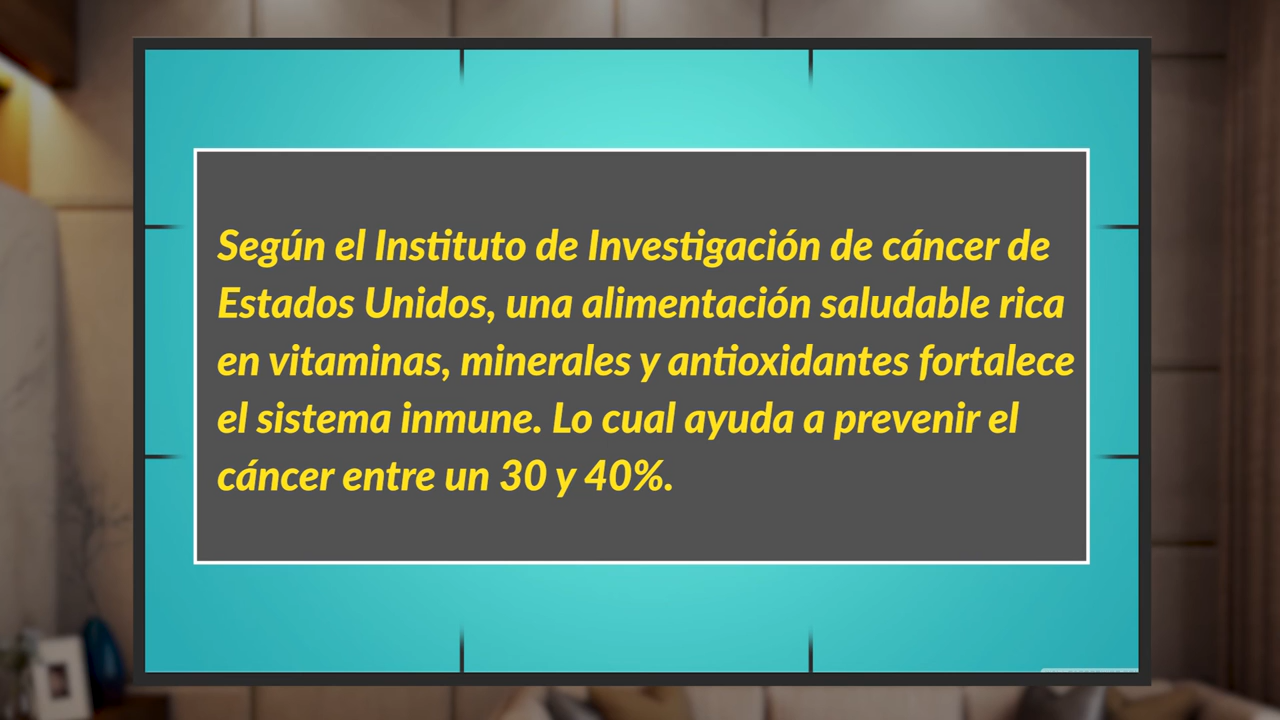 Según el Instituto de Investigación de cáncer de
Estados Unidos, una alimentación saludable rica
en vitaminas, minerales y antioxidantes fortalece
el sistema inmune. Lo cual ayuda a prevenir el
cáncer entre un 30 y 40%.